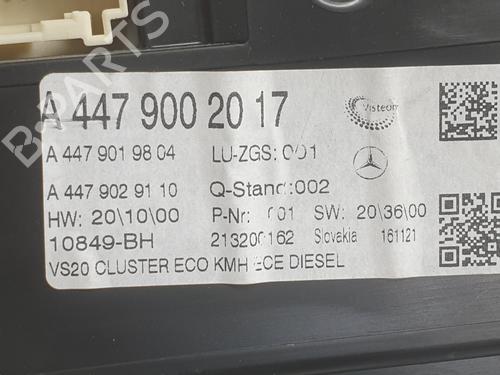 A 447 900 20 17
Visteon
A 447 901 98 04 LU-ZGS: 001
A 447 902 91 10 Q-Stand:002
HW: 20\10\00 P-Nr: 001 SW: 20\36\00
10849-BH 213200162 Slovakia 161121
VS20 CLUSTER ECO KMH ECE DIESEL
B-PARTS